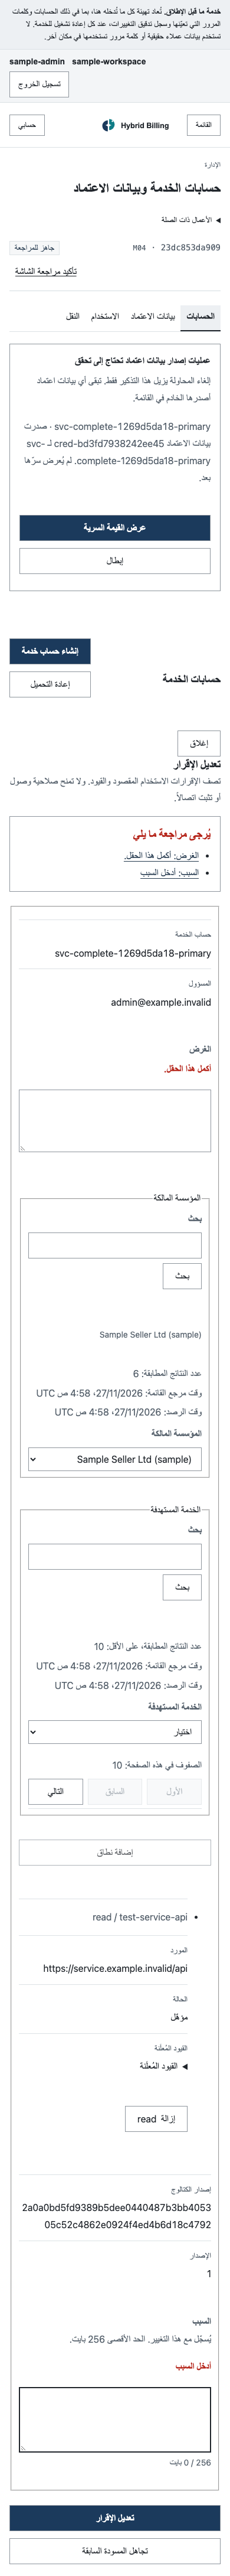 خدمة ما قبل الإطلاق. تُعاد تهيئة كل ما تُدخله هنا، بما في ذلك الحسابات وكلمات
المرور التي تعيّنها وسجل تدقيق التغييرات، عند كل إعادة تشغيل للخدمة. لا
تستخدم بيانات عملاء حقيقية أو كلمة مرور تستخدمها في مكان آخر.
sample-admin sample-workspace
تسجيل الخروج
القائمة
Hybrid Billing
حسابي
الإدارة
حسابات الخدمة وبيانات الاعتماد
الأعمال ذات الصلة
M04 · 23dc853da909
جاهز للمراجعة
تأكيد مراجعة الشاشة
الحسابات
بيانات الاعتماد
الاستخدام
النقل
عمليات إصدار بيانات اعتماد تحتاج إلى تحقق
إلغاء المحاولة يزيل هذا التذكير فقط. تبقى أي بيانات اعتماد
أصدرها الخادم في القائمة.
svc-complete-1269d5da18-primary · صدرت
بيانات الاعتماد cred-bd3fd7938242ee45 لـ svc-
complete-1269d5da18-primary. لم يُعرض سرّها
بعد.
عرض القيمة السرية
إبطال
إنشاء حساب خدمة
حسابات الخدمة
إعادة التحميل
إغلاق
تعديل الإقرار
تصف الإقرارات الاستخدام المقصود والقيود. ولا تمنح صلاحية وصول
أو تثبت اتصالاً.
يُرجى مراجعة ما يلي
الغرض: أكمل هذا الحقل.
السبب: أدخل السبب
حساب الخدمة
svc-complete-1269d5da18-primary
المسؤول
admin@example.invalid
الغرض
أكمل هذا الحقل.
المؤسسة المالكة
بحث
بحث
Sample Seller Ltd (sample)
عدد النتائج المطابقة: 6
وقت مرجع القائمة: 27/11/2026، 4:58 ص UTC
وقت الرصد: 27/11/2026، 4:58 ص UTC
المؤسسة المالكة
Sample Seller Ltd (sample)
الخدمة المستهدفة
بحث
بحث
عدد النتائج المطابقة، على الأقل: 10
وقت مرجع القائمة: 27/11/2026، 4:58 ص UTC
وقت الرصد: 27/11/2026، 4:58 ص UTC
الخدمة المستهدفة
اختيار
الصفوف في هذه الصفحة: 10
الأول
السابق
التالي
إضافة نطاق
read / test-service-api
المورد
https://service.example.invalid/api
الحالة
مؤهّل
القيود المُعلَنة
القيود المُعلَنة
إزالة read
إصدار الكتالوج
2a0a0bd5fd9389b5dee0440487b3bb4053
05c52c4862e0924f4ed4b6d18c4792
الإصدار
1
السبب
يُسجَّل مع هذا التغيير. الحد الأقصى 256 بايت.
أدخل السبب
0 / 256 بايت
تعديل الإقرار
تجاهل المسودة السابقة